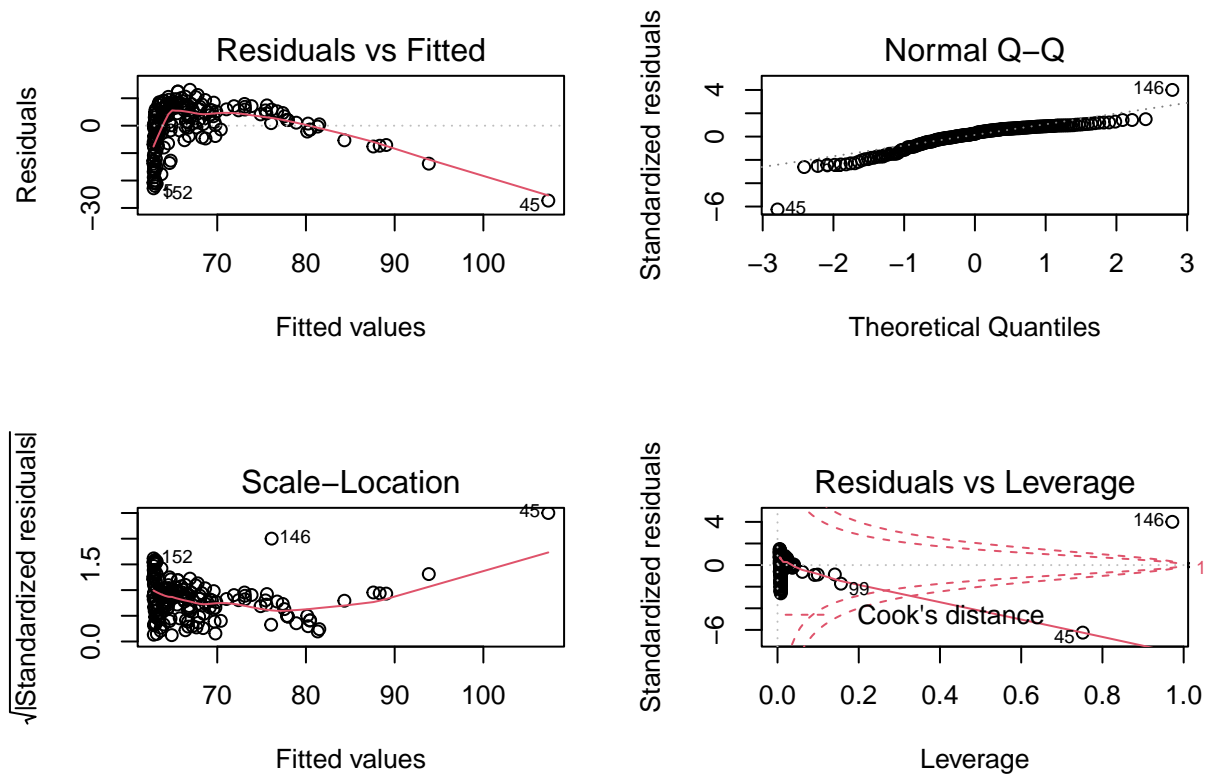 Residuals vs Fitted
Residuals
0
−30
152
45
70 80 90 100
Fitted values
Normal Q−Q
Standardized residuals
4
0
−6
146
45
−3 −2 −1 0 1 2 3
Theoretical Quantiles
Scale−Location
√|Standardized residuals|
1.5
0.0
152
146
45
70 80 90 100
Fitted values
Residuals vs Leverage
Standardized residuals
4
0
−6
146
1
99
Cook's distance
45
0.0 0.2 0.4 0.6 0.8 1.0
Leverage